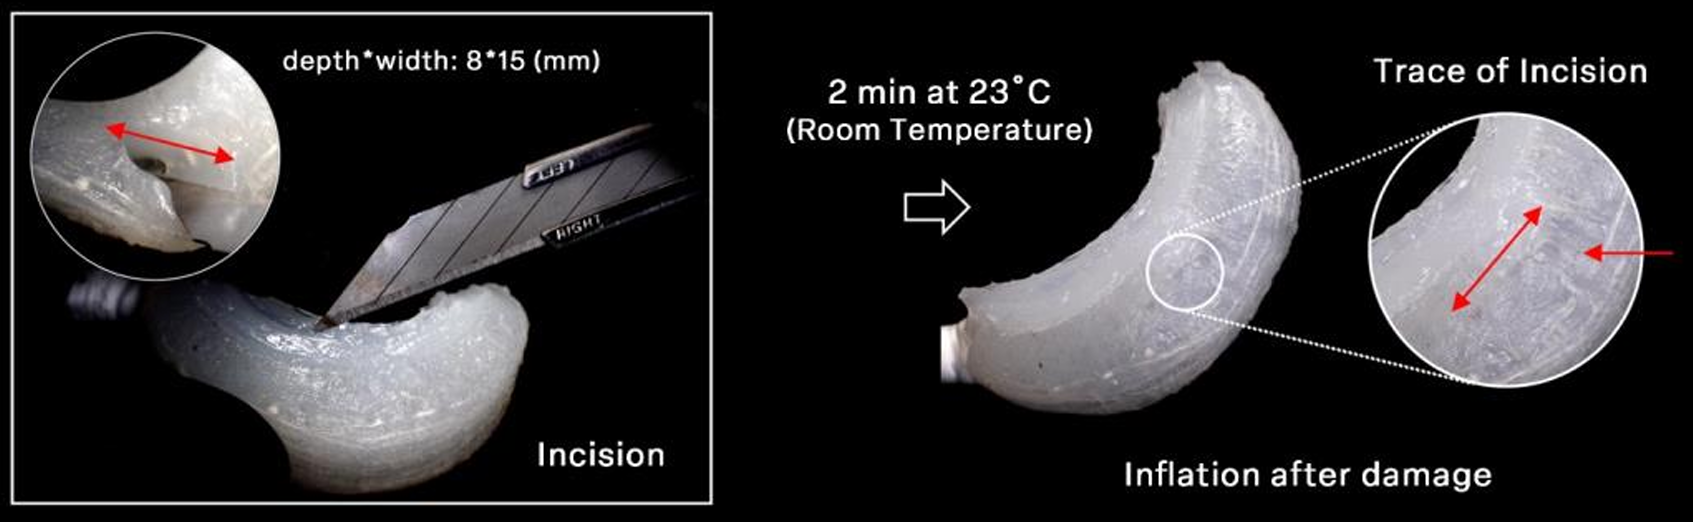 depth*width: 8*15 (mm)
LEFT
RIGHT
Incision
2 min at 23°C
(Room Temperature)
Trace of Incision
Inflation after damage